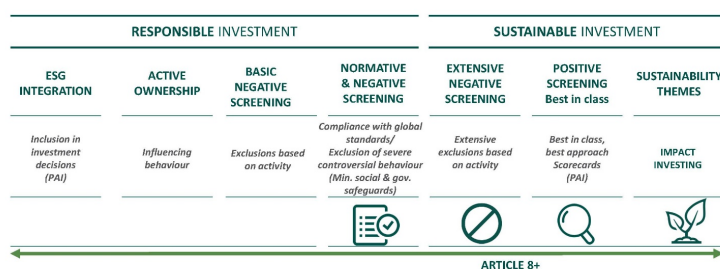 RESPONSIBLE INVESTMENT
SUSTAINABLE INVESTMENT
ESG
INTEGRATION
ACTIVE
OWNERSHIP
BASIC
NEGATIVE
SCREENING
NORMATIVE
& NEGATIVE
SCREENING
EXTENSIVE
NEGATIVE
SCREENING
POSITIVE
SCREENING
Best in class
SUSTAINABILITY
THEMES
Inclusion in
investment
decisions
(PAI)
Influencing
behaviour
Exclusions based
on activity
Compliance with global
standards/
Exclusion of severe
controversial behaviour
(Min. social & gov.
safeguards)
Extensive
exclusions based
on activity
Best in class,
best approach
Scorecards
(PAI)
IMPACT
INVESTING
ARTICLE 8+